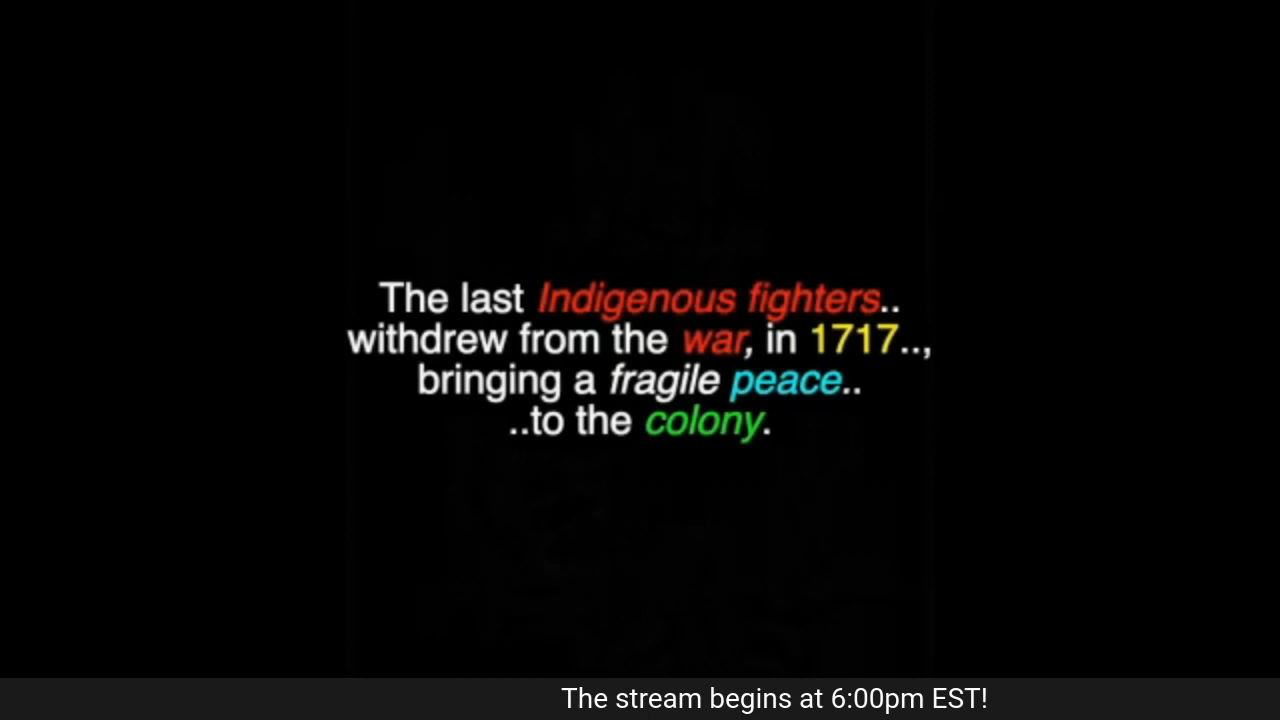 The last Indigenous fighters..
withdrew from the war, in 1717..,
bringing a fragile peace..
..to the colony.
The stream begins at 6:00pm EST!